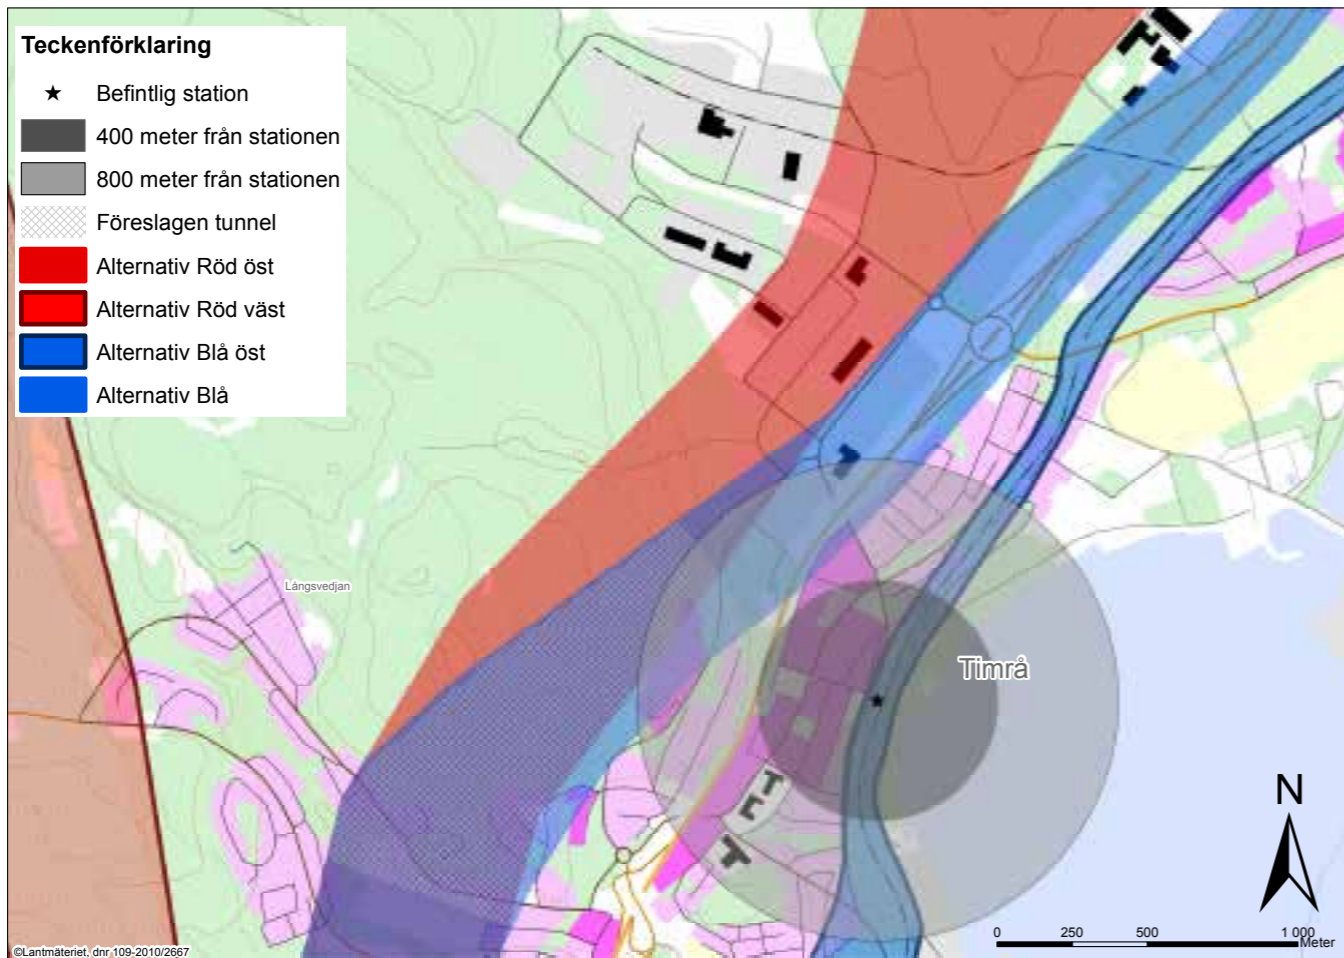 Teckenförklaring
Befintlig station
400 meter från stationen
800 meter från stationen
Föreslagen tunnel
Alternativ Röd öst
Alternativ Röd väst
Alternativ Blå öst
Alternativ Blå
Långsvedjan
Timrå
N
0 250 500 1 000
Meter
©Lantmäteriet, dnr 109-2010/2667